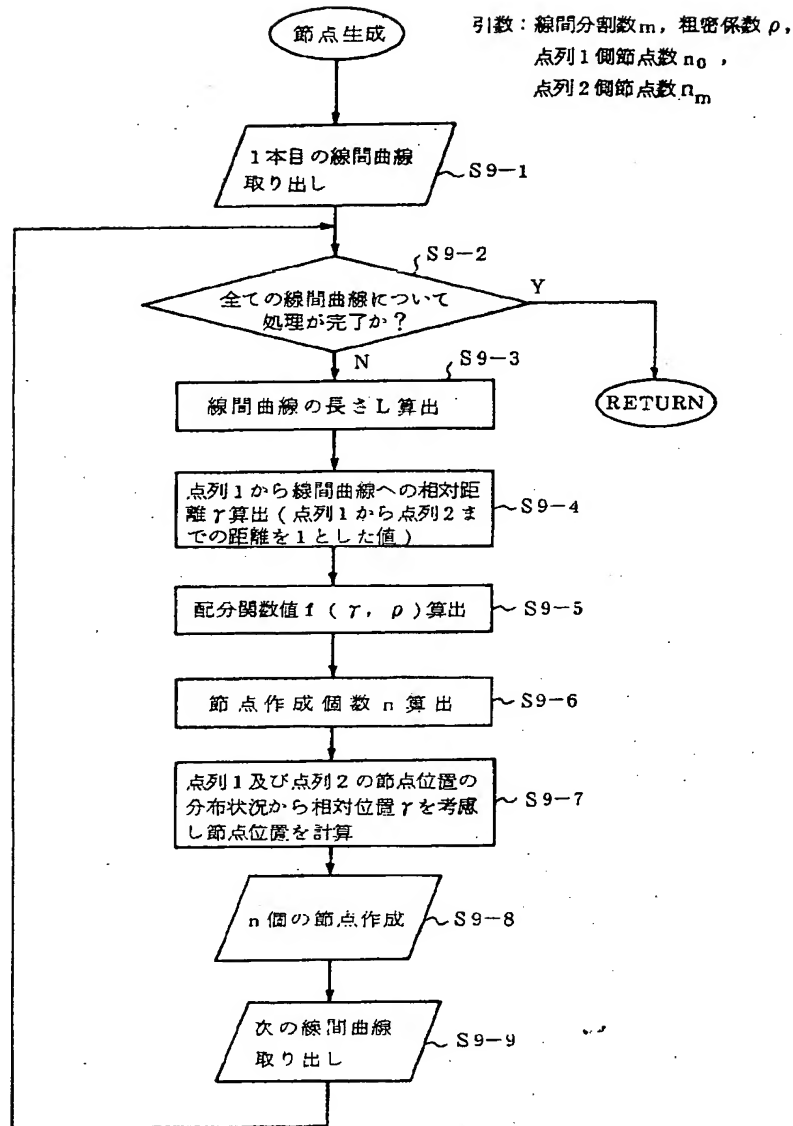 節点生成
引数：線間分割数m，粗密係数ρ，
点列1側節点数n₀，
点列2側節点数nₘ
1本目の線間曲線
取り出し
S9-1
S9-2
全ての線間曲線について
処理が完了か？
Y
N
RETURN
S9-3
線間曲線の長さL算出
点列1から線間曲線への相対距
離γ算出（点列1から点列2ま
での距離を1とした値）
S9-4
配分関数値f（γ，ρ）算出
S9-5
節点作成個数n算出
S9-6
点列1及び点列2の節点位置の
分布状況から相対位置γを考慮
し節点位置を計算
S9-7
n個の節点作成
S9-8
次の線間曲線
取り出し
S9-9